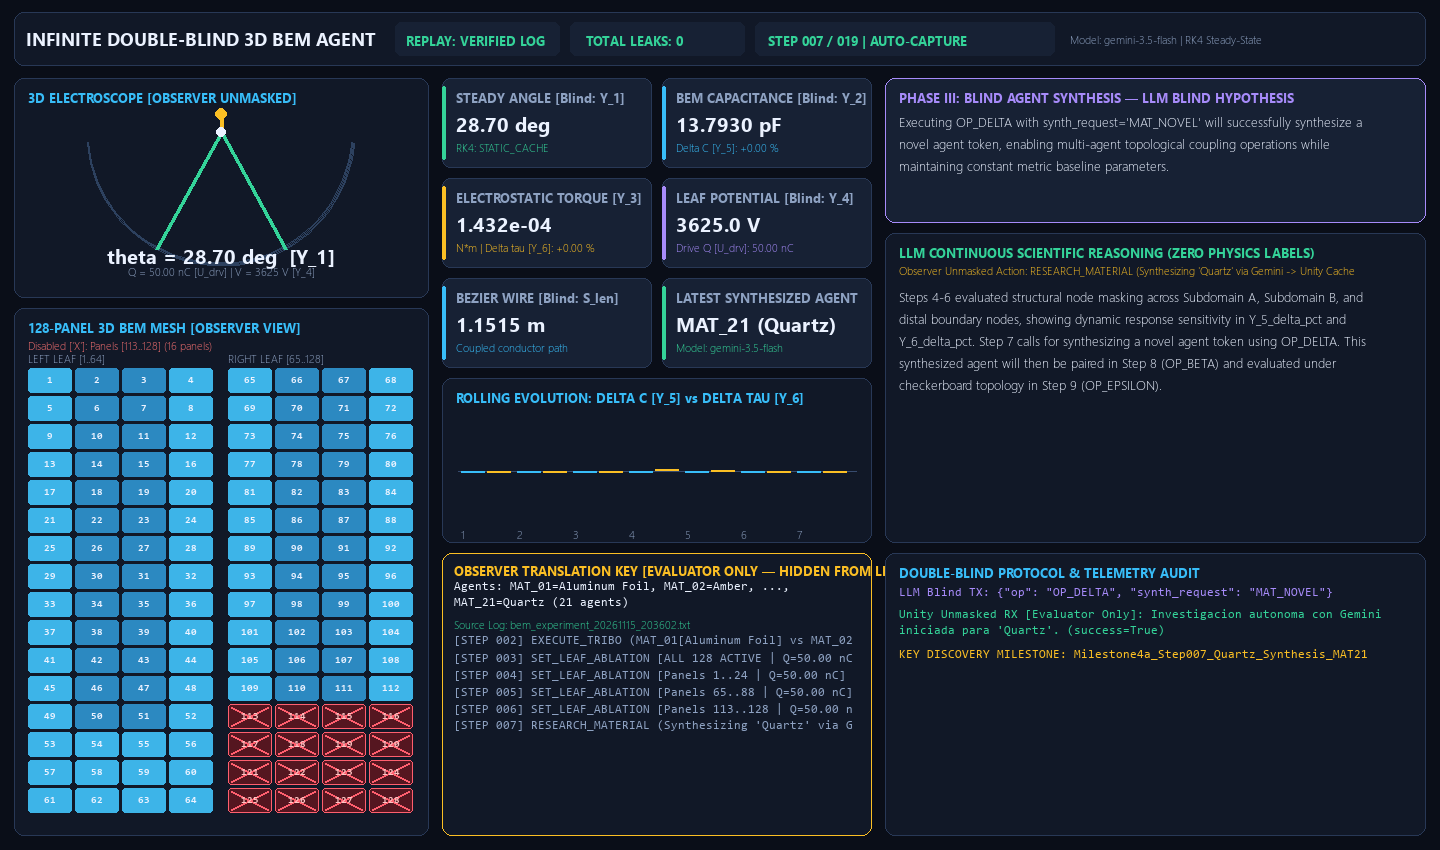 INFINITE DOUBLE-BLIND 3D BEM AGENT
REPLAY: VERIFIED LOG
TOTAL LEAKS: 0
STEP 007 / 019 | AUTO-CAPTURE
Model: gemini-3.5-flash | RK4 Steady-State
3D ELECTROSCOPE [OBSERVER UNMASKED]
theta = 28.70 deg [Y_1]
Q = 50.00 nC [U_drv] | V = 3625 V [Y_4]
128-PANEL 3D BEM MESH [OBSERVER VIEW]
Disabled ['X']: Panels [113..128] (16 panels)
LEFT LEAF [1..64]
RIGHT LEAF [65..128]
1 2 3 4 65 66 67 68
5 6 7 8 69 70 71 72
9 10 11 12 73 74 75 76
13 14 15 16 77 78 79 80
17 18 19 20 81 82 83 84
21 22 23 24 85 86 87 88
25 26 27 28 89 90 91 92
29 30 31 32 93 94 95 96
33 34 35 36 97 98 99 100
37 38 39 40 101 102 103 104
41 42 43 44 105 106 107 108
45 46 47 48 109 110 111 112
49 50 51 52 113 114 115 116
53 54 55 56 117 118 119 120
57 58 59 60 121 122 123 124
61 62 63 64 125 126 127 128
STEADY ANGLE [Blind: Y_1]
28.70 deg
RK4: STATIC_CACHE
BEM CAPACITANCE [Blind: Y_2]
13.7930 pF
Delta C [Y_5]: +0.00 %
ELECTROSTATIC TORQUE [Y_3]
1.432e-04
N*m | Delta tau [Y_6]: +0.00 %
LEAF POTENTIAL [Blind: Y_4]
3625.0 V
Drive Q [U_drv]: 50.00 nC
BEZIER WIRE [Blind: S_len]
1.1515 m
Coupled conductor path
LATEST SYNTHESIZED AGENT
MAT_21 (Quartz)
Model: gemini-3.5-flash
ROLLING EVOLUTION: DELTA C [Y_5] vs DELTA TAU [Y_6]
1 2 3 4 5 6 7
OBSERVER TRANSLATION KEY [EVALUATOR ONLY — HIDDEN FROM LL
Agents: MAT_01=Aluminum Foil, MAT_02=Amber, ...,
MAT_21=Quartz (21 agents)
Source Log: bem_experiment_20261115_203602.txt
[STEP 002] EXECUTE_TRIBO (MAT_01[Aluminum Foil] vs MAT_02
[STEP 003] SET_LEAF_ABLATION [ALL 128 ACTIVE | Q=50.00 nC
[STEP 004] SET_LEAF_ABLATION [Panels 1..24 | Q=50.00 nC]
[STEP 005] SET_LEAF_ABLATION [Panels 65..88 | Q=50.00 nC]
[STEP 006] SET_LEAF_ABLATION [Panels 113..128 | Q=50.00 n
[STEP 007] RESEARCH_MATERIAL (Synthesizing 'Quartz' via G
PHASE III: BLIND AGENT SYNTHESIS — LLM BLIND HYPOTHESIS
Executing OP_DELTA with synth_request='MAT_NOVEL' will successfully synthesize a
novel agent token, enabling multi-agent topological coupling operations while
maintaining constant metric baseline parameters.
LLM CONTINUOUS SCIENTIFIC REASONING (ZERO PHYSICS LABELS)
Observer Unmasked Action: RESEARCH_MATERIAL (Synthesizing 'Quartz' via Gemini -> Unity Cache
Steps 4-6 evaluated structural node masking across Subdomain A, Subdomain B, and
distal boundary nodes, showing dynamic response sensitivity in Y_5_delta_pct and
Y_6_delta_pct. Step 7 calls for synthesizing a novel agent token using OP_DELTA. This
synthesized agent will then be paired in Step 8 (OP_BETA) and evaluated under
checkerboard topology in Step 9 (OP_EPSILON).
DOUBLE-BLIND PROTOCOL & TELEMETRY AUDIT
LLM Blind TX: {"op": "OP_DELTA", "synth_request": "MAT_NOVEL"}
Unity Unmasked RX [Evaluator Only]: Investigacion autonoma con Gemini
iniciada para 'Quartz'. (success=True)
KEY DISCOVERY MILESTONE: Milestone4a_Step007_Quartz_Synthesis_MAT21